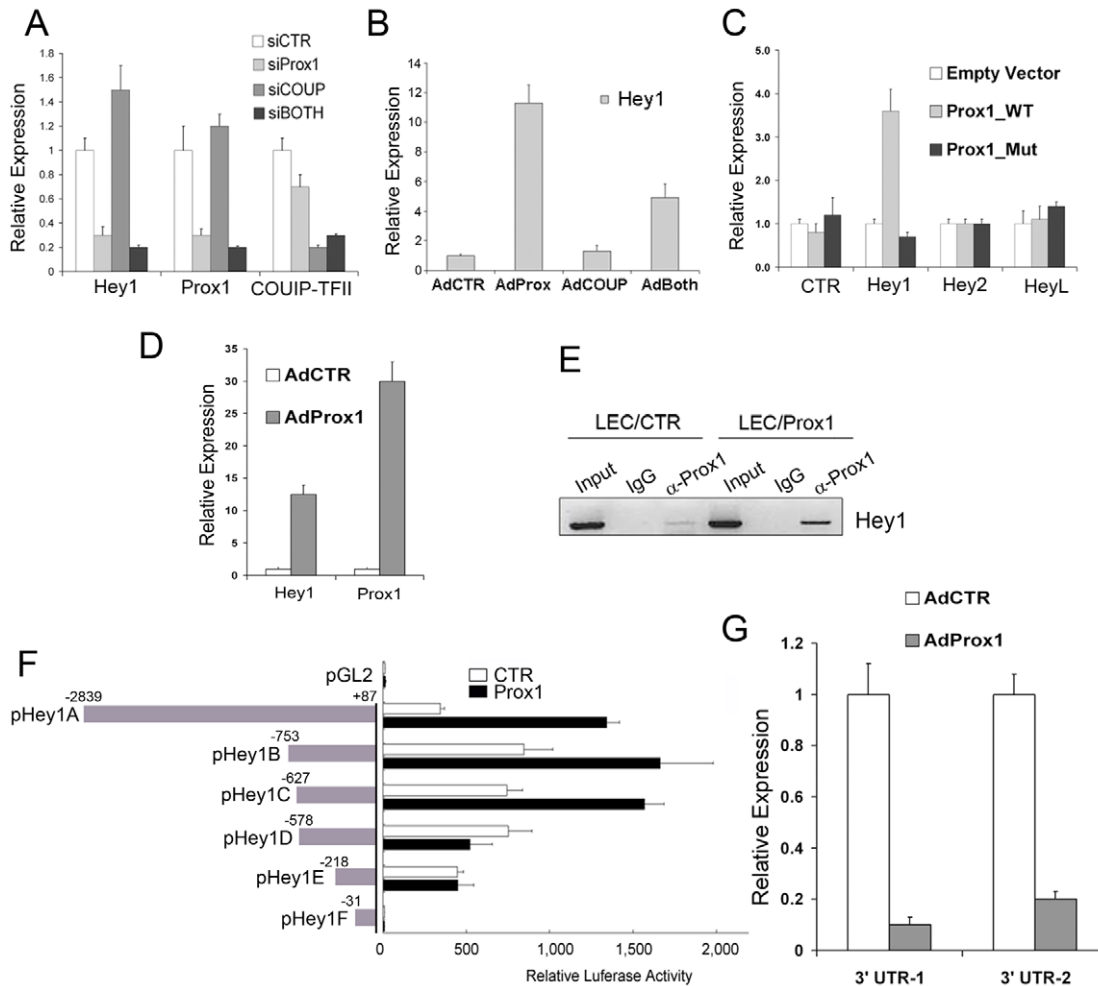 A
siCTR
siProx1
siCOUP
siBOTH
Relative Expression
1.8
1.6
1.4
1.2
1
0.8
0.6
0.4
0.2
0
Hey1 Prox1 COUIP-TFII
B
Hey1
Relative Expression
14
12
10
8
6
4
2
0
AdCTR AdProx AdCOUP AdBoth
C
Empty Vector
Prox1_WT
Prox1_Mut
Relative Expression
5.0
4.0
3.0
2.0
1.0
0.0
CTR Hey1 Hey2 HeyL
D
AdCTR
AdProx1
Relative Expression
35
30
25
20
15
10
5
0
Hey1 Prox1
E
LEC/CTR LEC/Prox1
Input IgG α-Prox1 Input IgG α-Prox1
Hey1
F
CTR
Prox1
pGL2
-2839 +87
pHey1A
-753
pHey1B
-627
pHey1C
-578
pHey1D
-218
pHey1E
-31
pHey1F
0 500 1,000 1,500 2,000
Relative Luferase Activity
G
AdCTR
AdProx1
Relative Expression
1.2
1
0.8
0.6
0.4
0.2
0
3' UTR-1 3' UTR-2